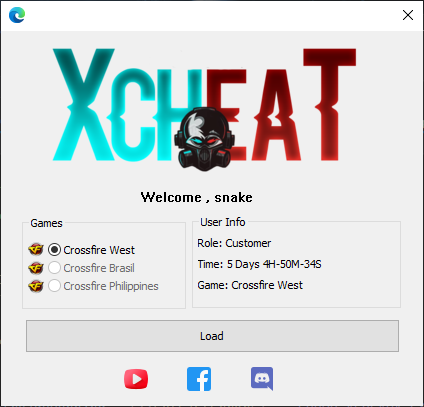 XCHEAT
Welcome , snake
Games
Crossfire West
Crossfire Brasil
Crossfire Philippines
User Info
Role: Customer
Time: 5 Days 4H-50M-34S
Game: Crossfire West
Load